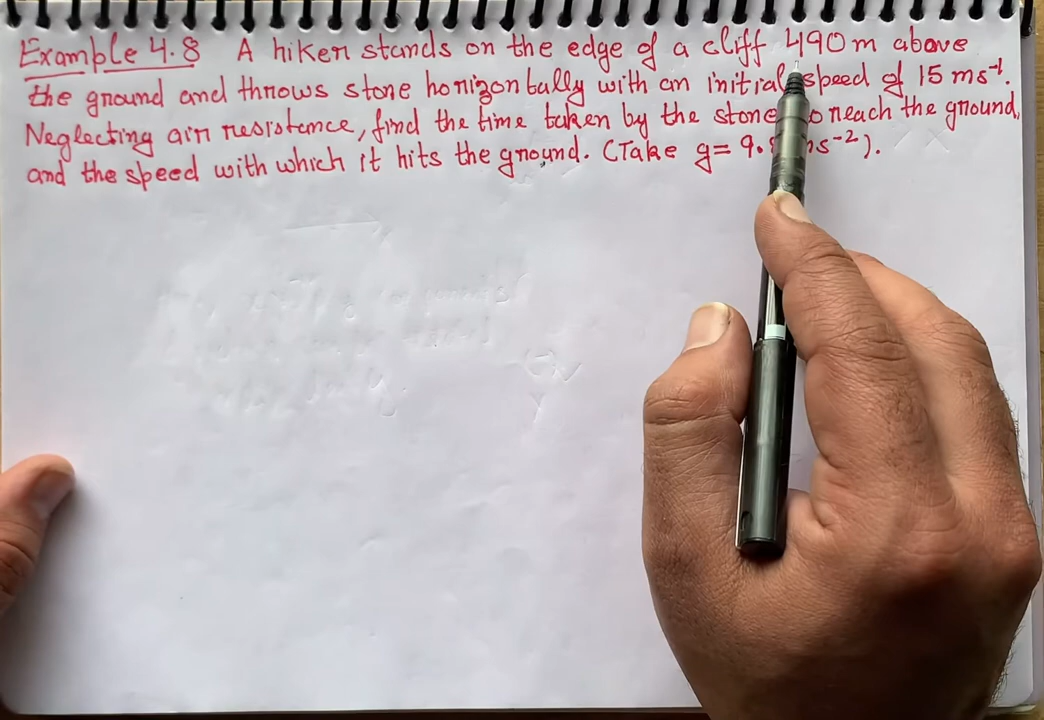 Example 4.8 A hiker stands on the edge of a cliff 490 m above
the ground and throws stone horizontally with an initial speed of 15 ms⁻¹.
Neglecting air resistance, find the time taken by the stone to reach the ground,
and the speed with which it hits the ground. (Take g = 9. ms⁻²).